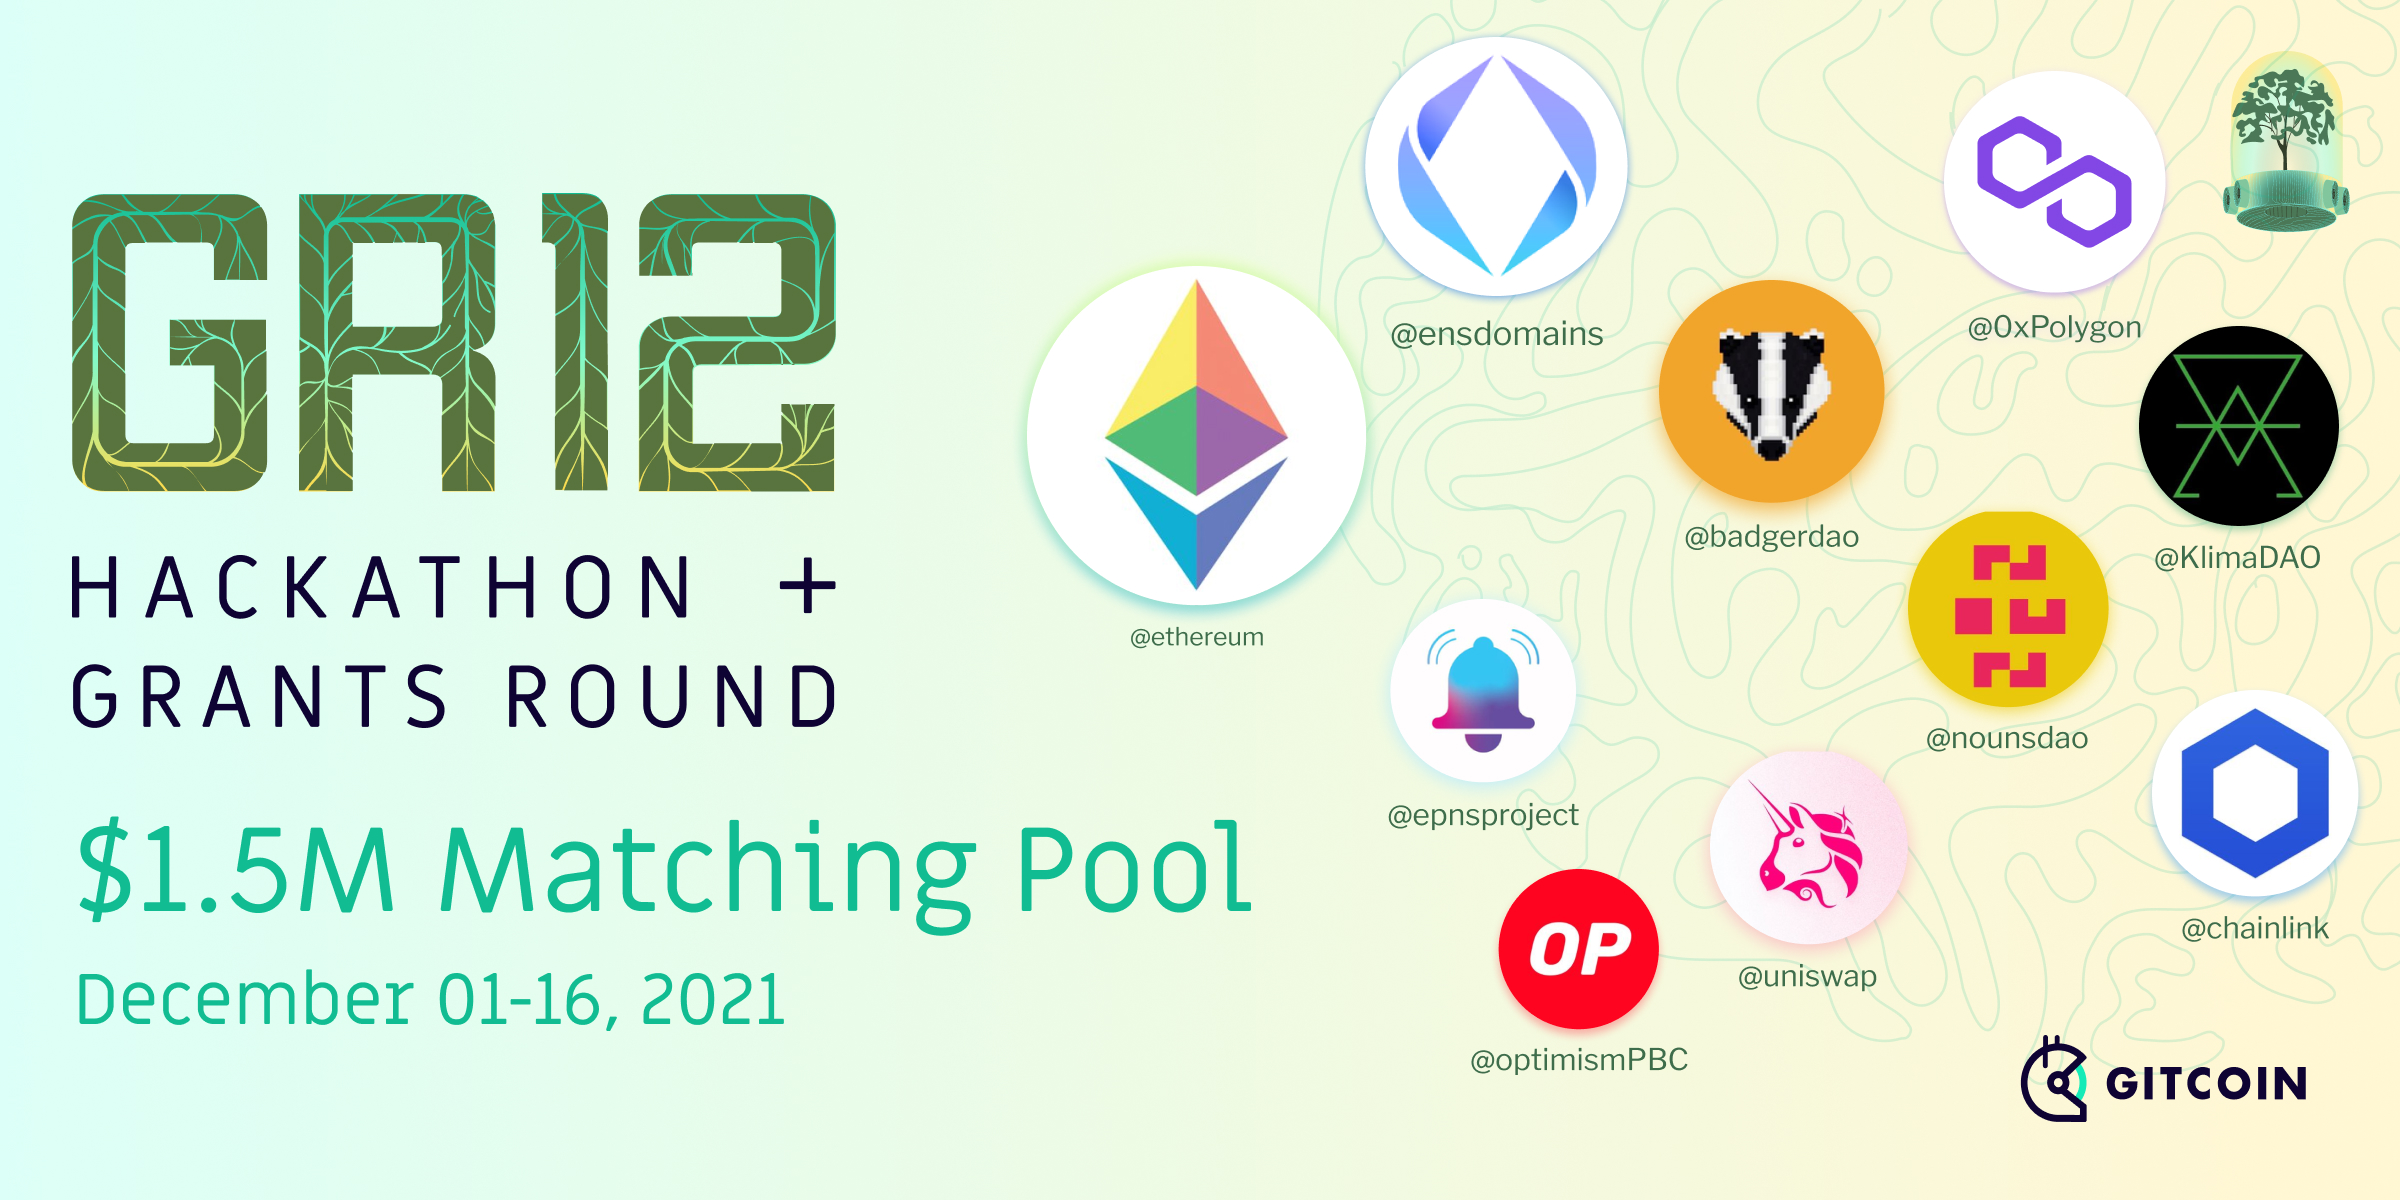 GR12
HACKATHON +
GRANTS ROUND
$1.5M Matching Pool
December 01-16, 2021
@ethereum
@ensdomains
@0xPolygon
@badgerdao
@KlimaDAO
@nounsdao
@epnsproject
@chainlink
@uniswap
OP
@optimismPBC
GITCOIN